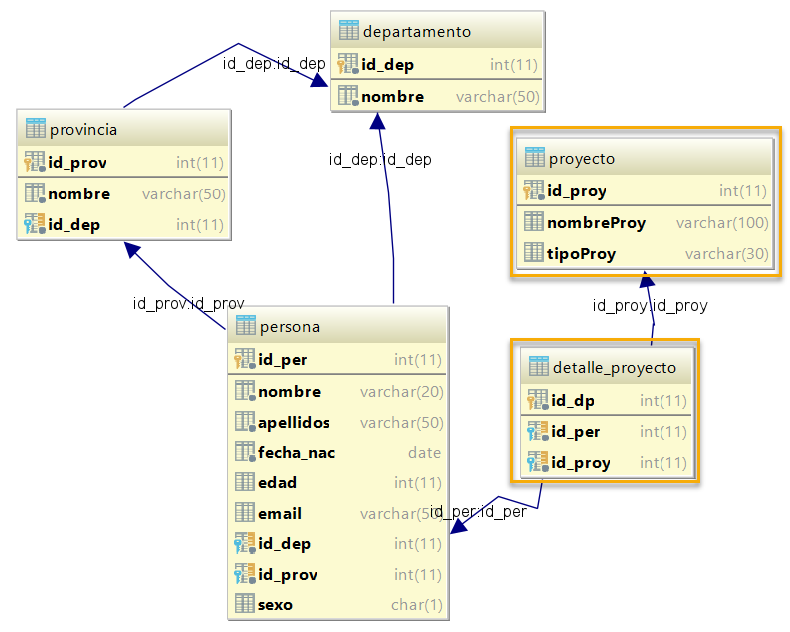 departamento
id_dep int(11)
nombre varchar(50)
id_dep:id_dep
provincia
id_prov int(11)
nombre varchar(50)
id_dep int(11)
id_dep:id_dep
proyecto
id_proy int(11)
nombreProy varchar(100)
tipoProy varchar(30)
id_prov:id_prov
id_proy:id_proy
persona
id_per int(11)
nombre varchar(20)
apellidos varchar(50)
fecha_nac date
edad int(11)
email varchar(50)
id_dep int(11)
id_prov int(11)
sexo char(1)
detalle_proyecto
id_dp int(11)
id_per int(11)
id_proy int(11)
id_per:id_per